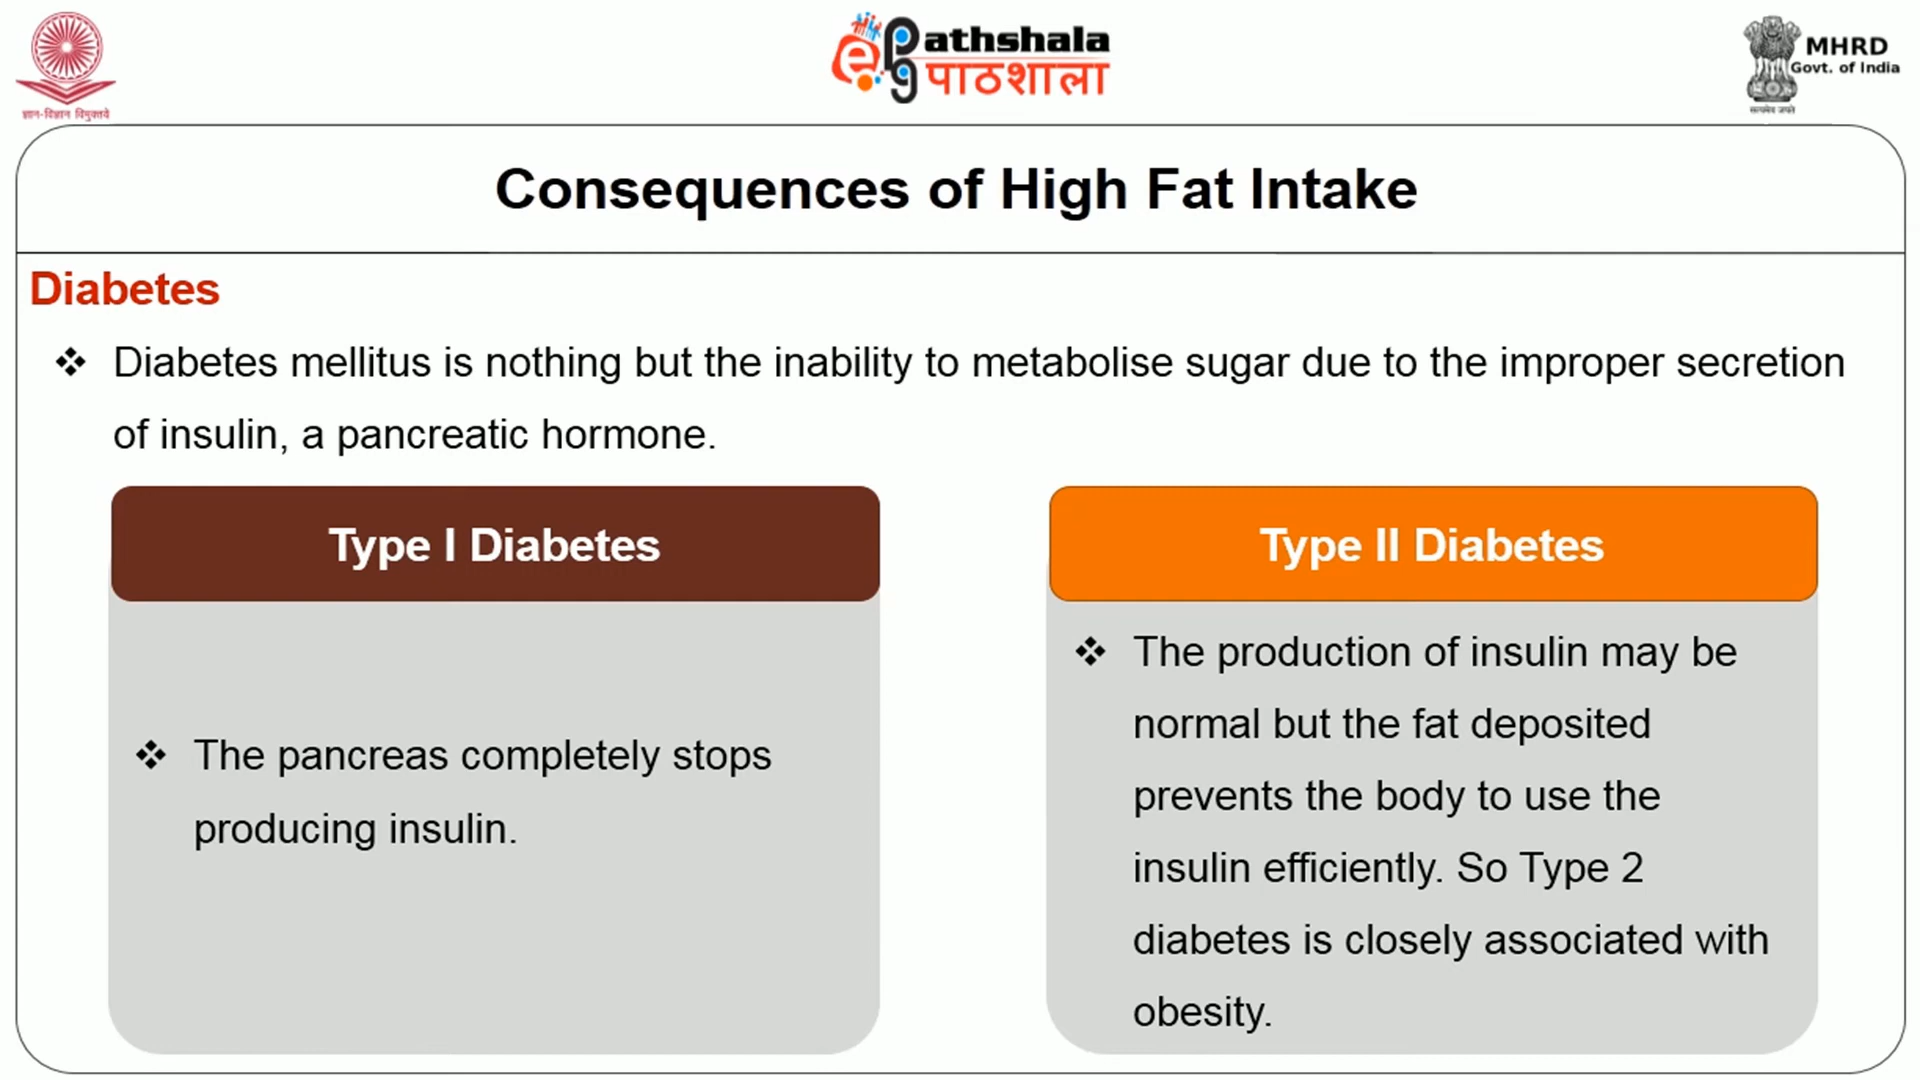 ज्ञान-विज्ञान विमुक्तये
e PG athshala
पाठशाला
MHRD
Govt. of India
सत्यमेव जयते
Consequences of High Fat Intake
Diabetes
❖ Diabetes mellitus is nothing but the inability to metabolise sugar due to the improper secretion
of insulin, a pancreatic hormone.
Type I Diabetes
❖ The pancreas completely stops
producing insulin.
Type II Diabetes
❖ The production of insulin may be
normal but the fat deposited
prevents the body to use the
insulin efficiently. So Type 2
diabetes is closely associated with
obesity.